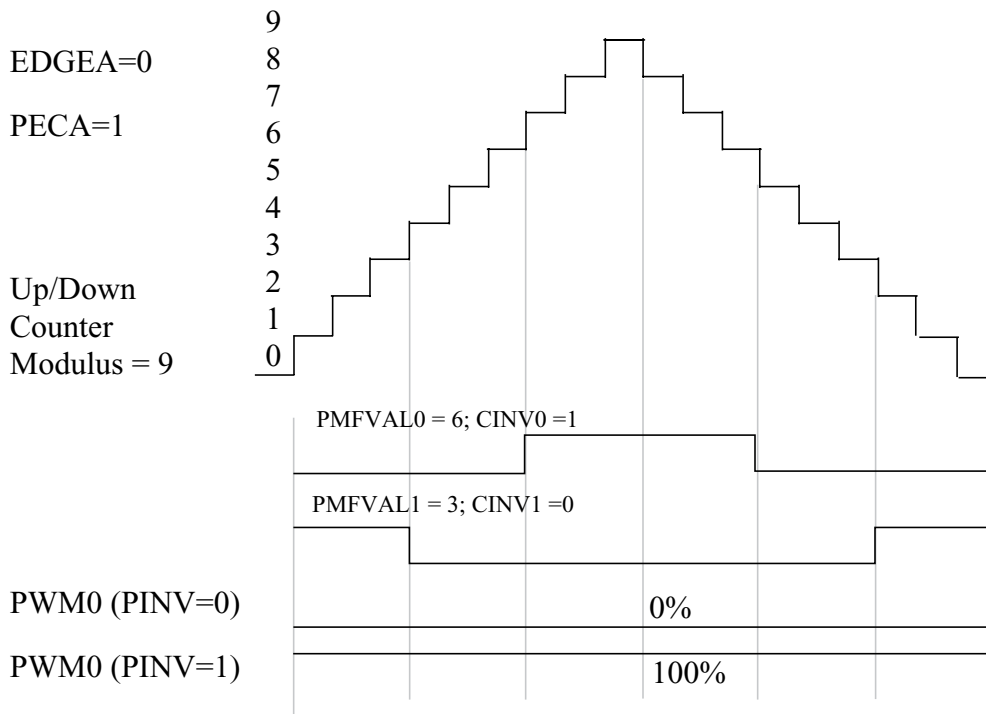 9
EDGEA=0
8
7
PECA=1
6
5
4
3
Up/Down
2
Counter
1
Modulus = 9
0
PMFVAL0 = 6; CINV0 =1
PMFVAL1 = 3; CINV1 =0
PWM0 (PINV=0)
0%
PWM0 (PINV=1)
100%